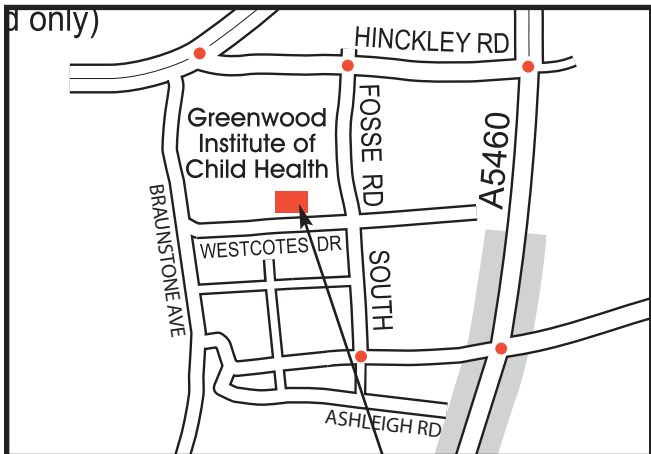 d only)
HINCKLEY RD
Greenwood
Institute of
Child Health
FOSSE RD
A5460
BRAUNSTONE AVE
WESTCOTES DR
SOUTH
ASHLEIGH RD